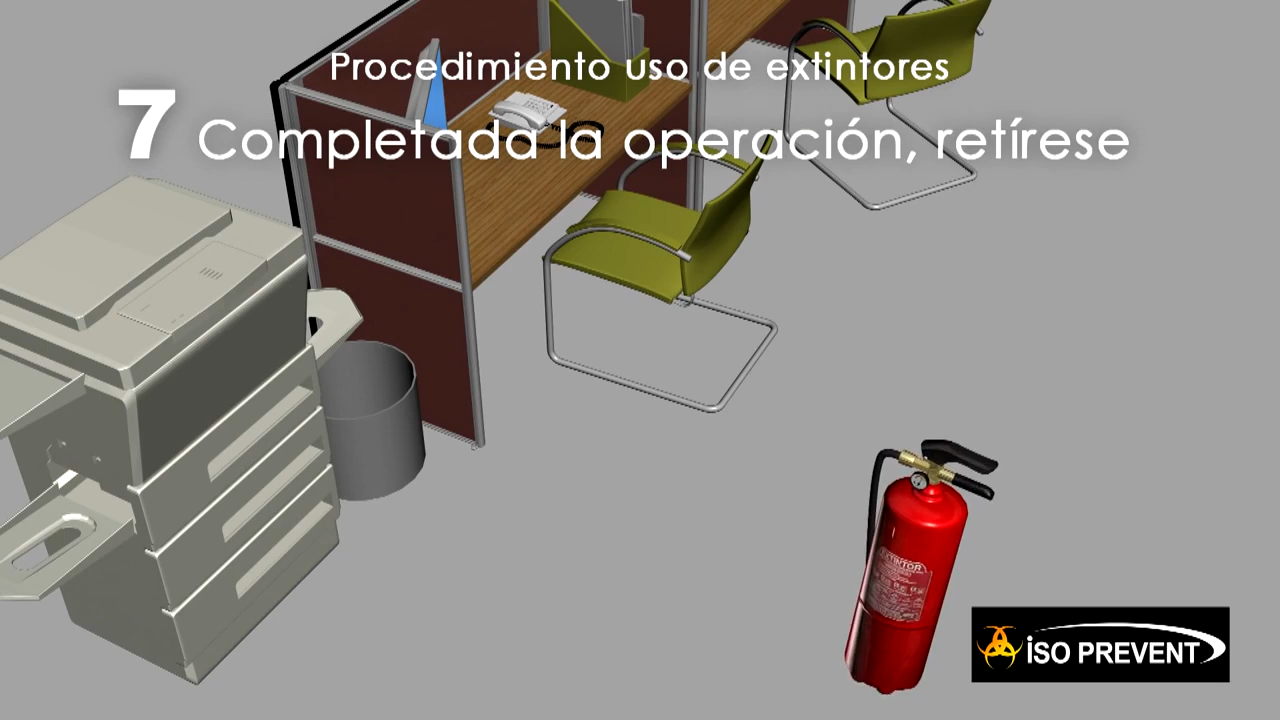 Procedimiento uso de extintores
7 Completada la operación, retírese
EXTINTOR
iSO PREVENT